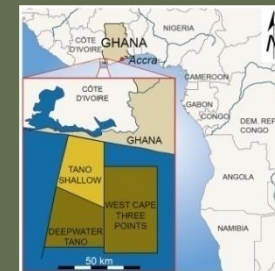 CÔTE
D'IVOIRE
GHANA
NIGERIA
Accra
CAMEROON
GABON
CONGO
DEM. REP
CONGO
ANGOLA
NAMIBIA
CÔTE
D'IVOIRE
GHANA
TANO
SHALLOW
WEST CAPE
THREE
POINTS
DEEPWATER
TANO
50 km